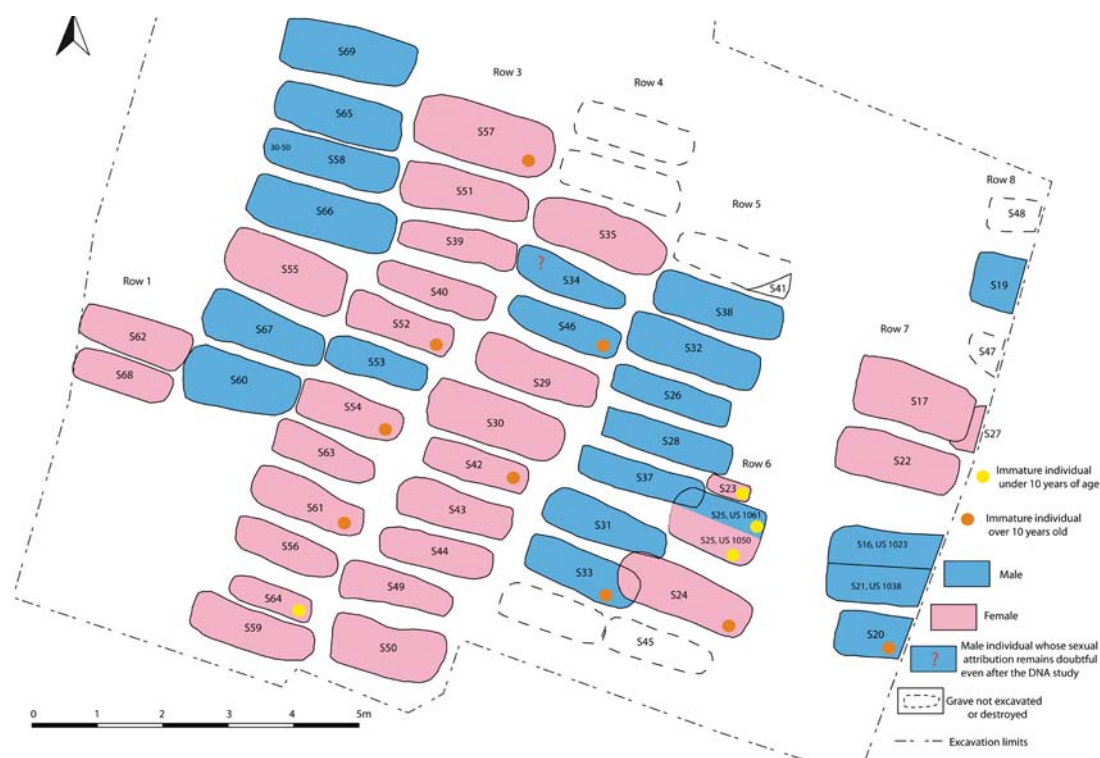 S69
Row 3
Row 4
S65
S57
30-50
S58
S51
Row 8
S48
S66
Row 5
S35
S39
S55
S34
?
S19
S40
S41
S38
Row 1
S52
S46
S67
S32
S47
Row 7
S62
S53
S29
S68
S60
S26
S17
S54
S30
S27
S28
S22
S63
S42
S37
Row 6
S23
Immature individual
under 10 years of age
S61
S43
S25, US 1061
S31
S25, US 1050
Immature individual
over 10 years old
S56
S44
S16, US 1023
S33
Male
S21, US 1038
S64
S49
S24
Female
S59
S50
S45
S20
?
Male individual whose sexual
attribution remains doubtful
even after the DNA study
Grave not excavated
or destroyed
0 1 2 3 4 5m
Excavation limits